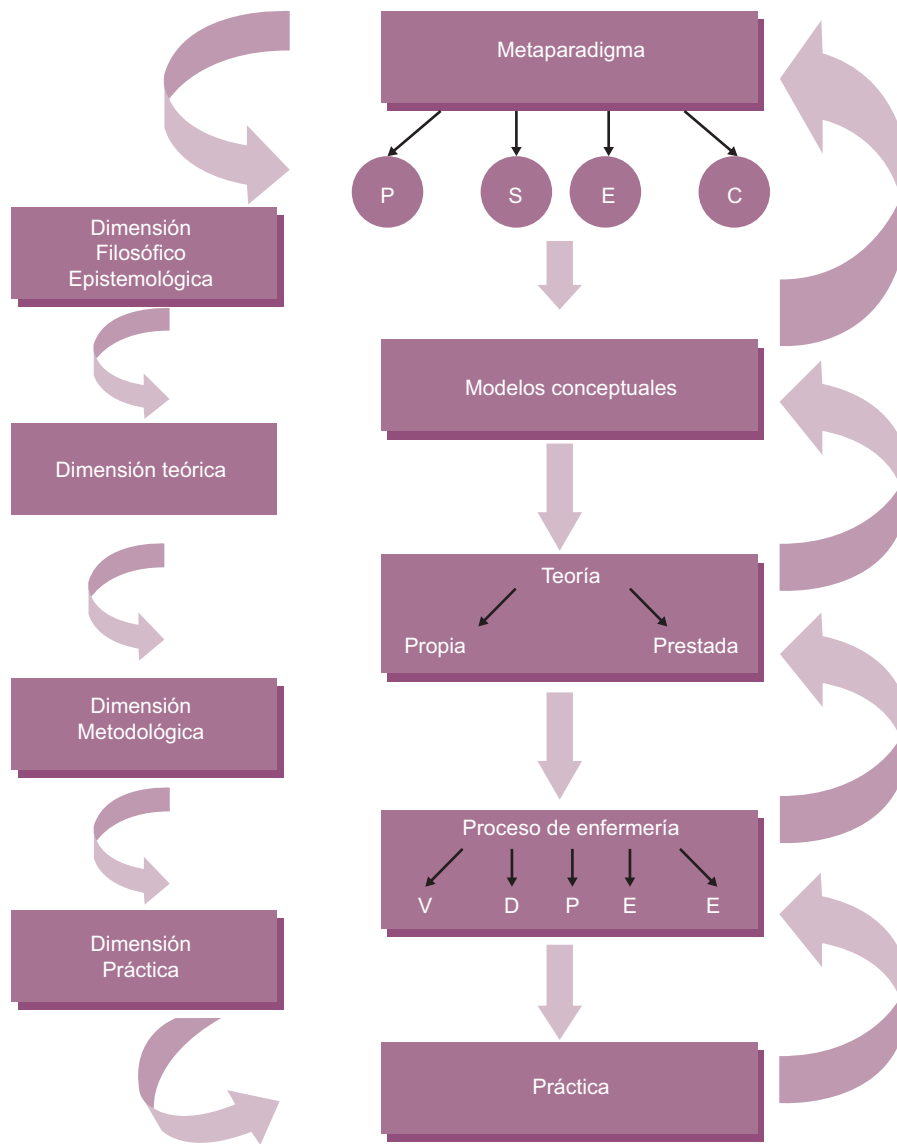 Metaparadigma
P
S
E
C
Dimensión
Filosófico
Epistemológica
Modelos conceptuales
Dimensión teórica
Teoría
Propia
Prestada
Dimensión
Metodológica
Proceso de enfermería
V
D
P
E
E
Dimensión
Práctica
Práctica